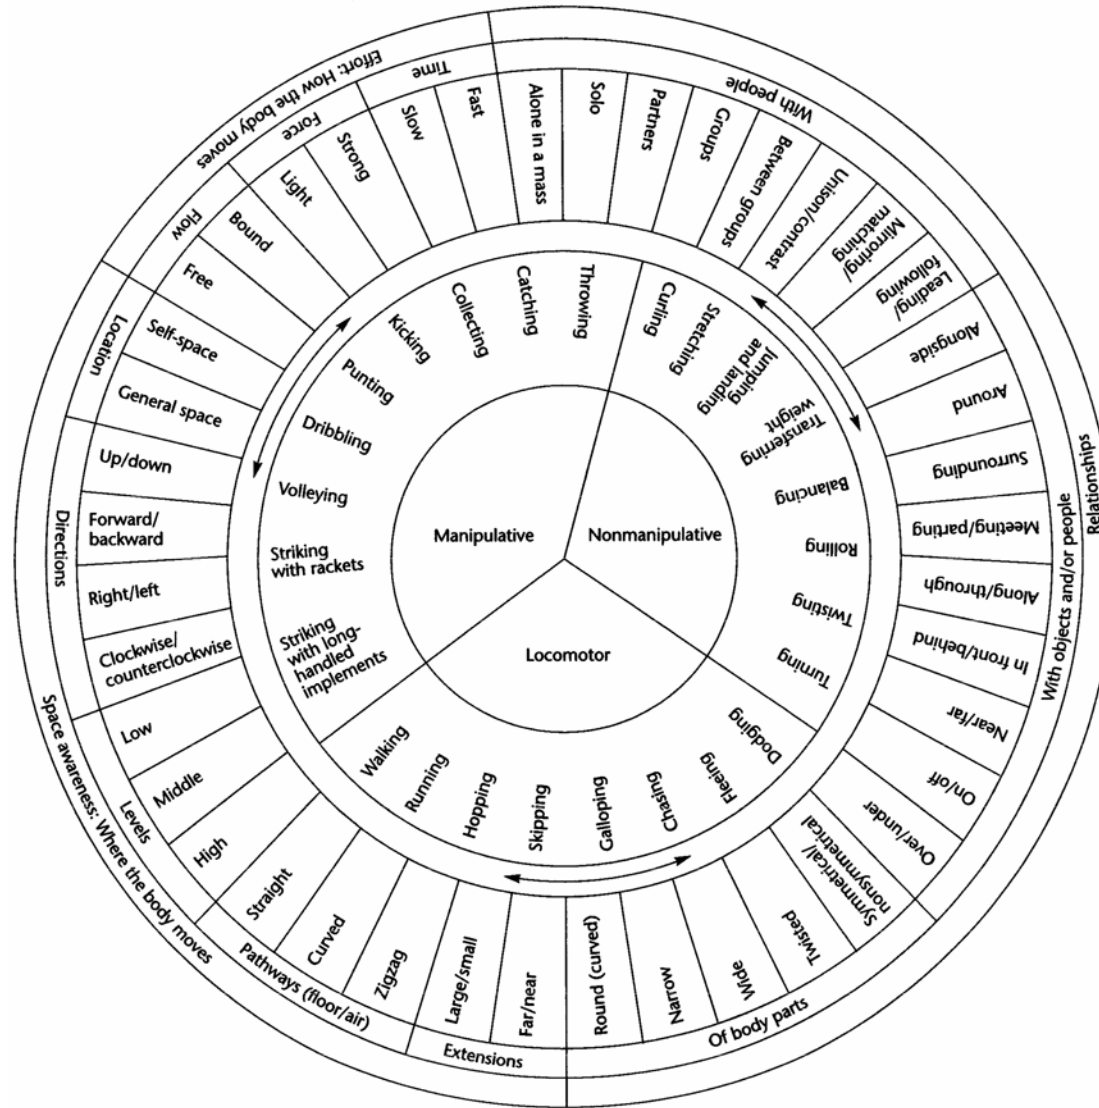 Effort: How the body moves
Time
Force
Flow
Fast
Slow
Strong
Light
Bound
Free
With people
Alone in a mass
Solo
Partners
Groups
Between groups
Unison/contrast
Mirroring/
matching
Leading/
following
Relationships
With objects and/or people
Alongside
Around
Surrounding
Meeting/parting
Along/through
In front/behind
Near/far
On/off
Over/under
Of body parts
Symmetrical/
nonsymmetrical
Twisted
Wide
Narrow
Round (curved)
Space awareness: Where the body moves
Location
Self-space
General space
Directions
Up/down
Forward/
backward
Right/left
Clockwise/
counterclockwise
Levels
Low
Middle
High
Pathways (floor/air)
Straight
Curved
Zigzag
Extensions
Large/small
Far/near
Manipulative
Throwing
Catching
Collecting
Kicking
Punting
Dribbling
Volleying
Striking
with rackets
Striking
with long-
handled
implements
Nonmanipulative
Curling
Stretching
Jumping
and landing
Transferring
weight
Balancing
Rolling
Twisting
Turning
Locomotor
Walking
Running
Hopping
Skipping
Galloping
Chasing
Fleeing
Dodging